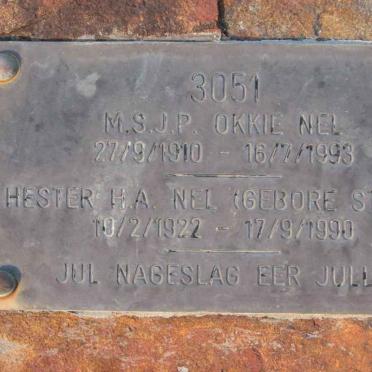 3051
M.S.J.P. OKKIE NEL
27/9/1910 - 16/7/1993
HESTER H.A. NEL (GEBORE
10/2/1922 - 17/9/1990
JUL NAGESLAG EER